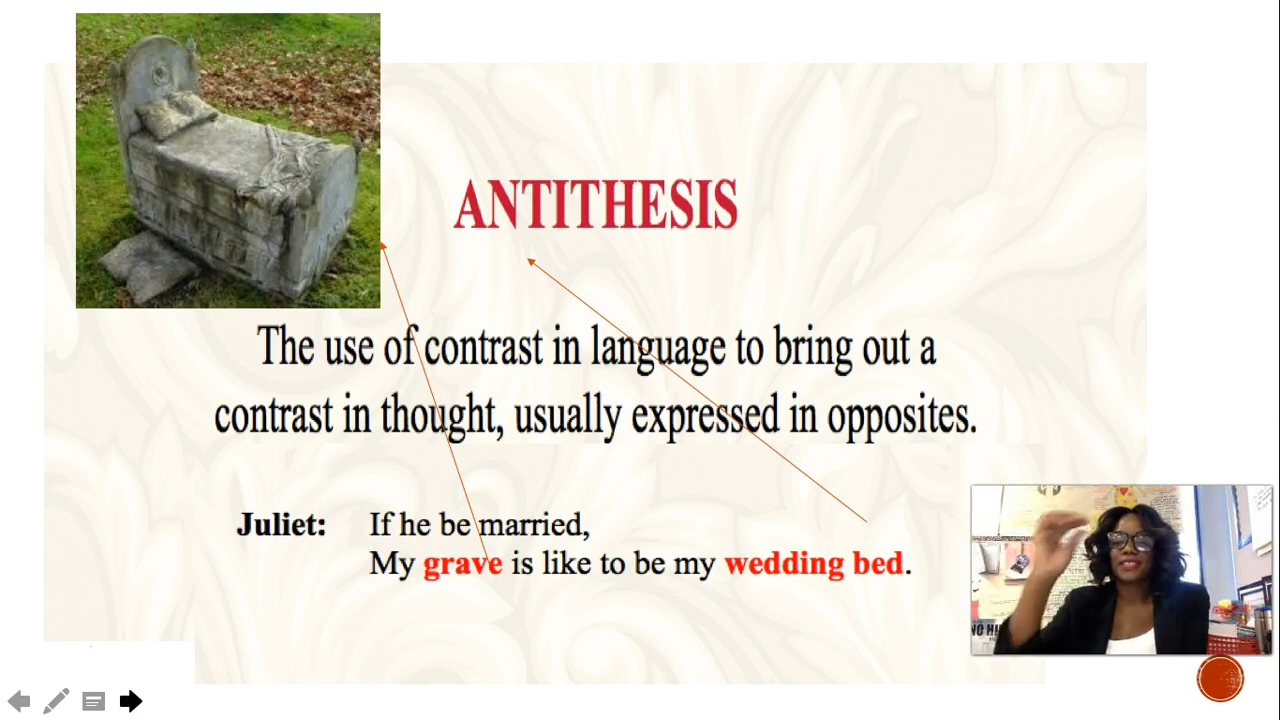 ANTITHESIS
The use of contrast in language to bring out a
contrast in thought, usually expressed in opposites.
Juliet: If he be married,
My grave is like to be my wedding bed.
NO